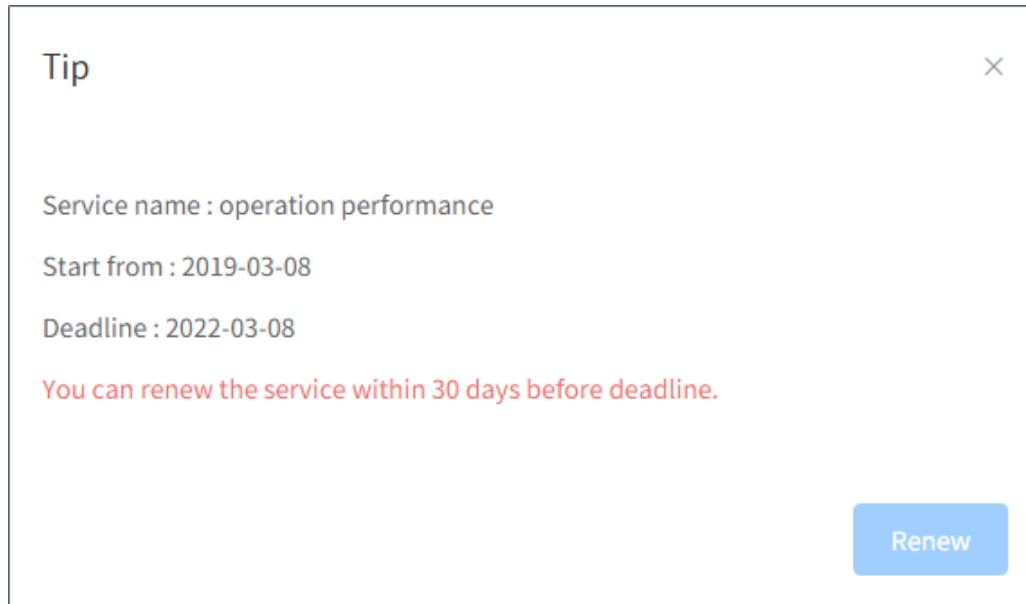 Tip
Service name : operation performance
Start from : 2019-03-08
Deadline : 2022-03-08
You can renew the service within 30 days before deadline.
Renew